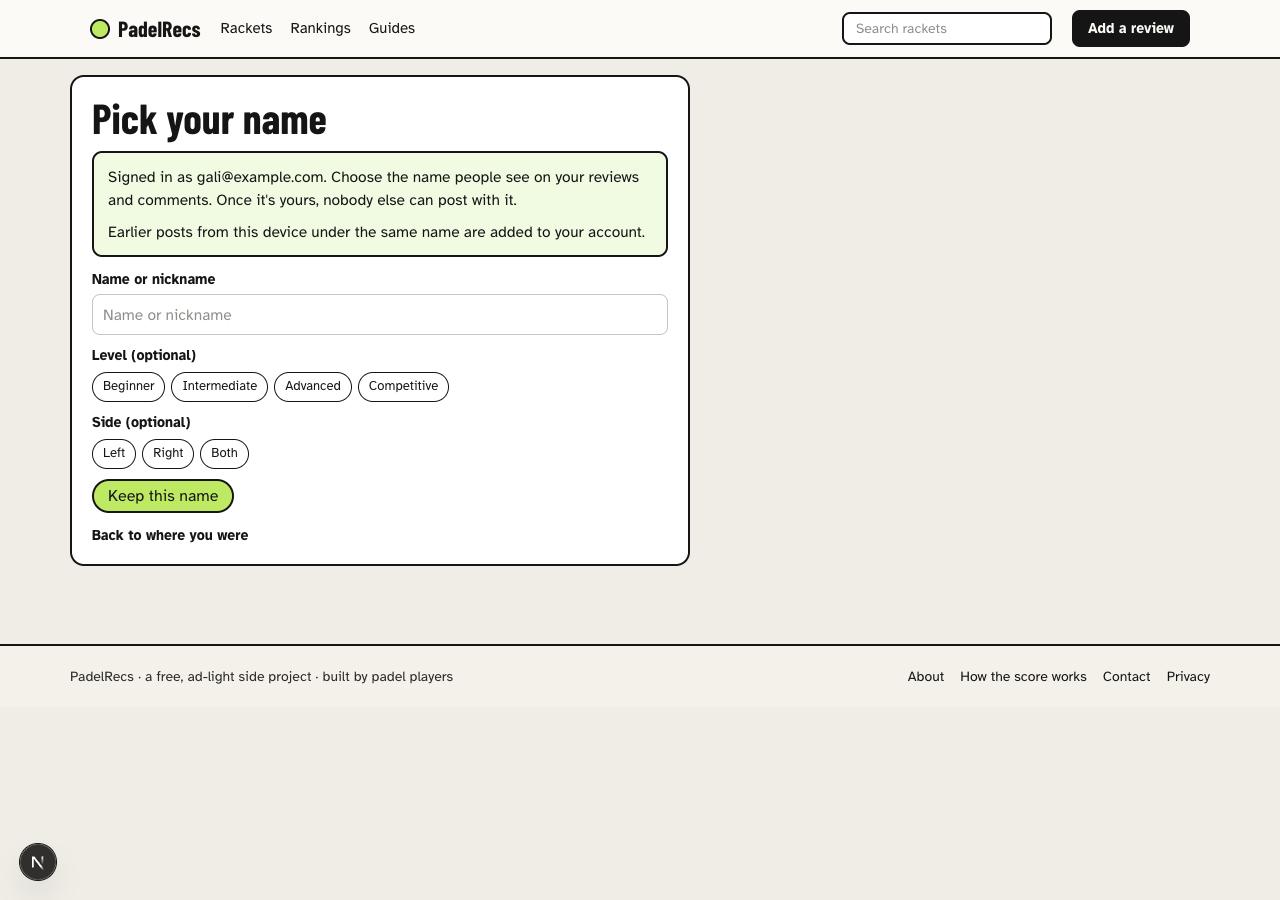 PadelRecs
Rackets
Rankings
Guides
Search rackets
Add a review
Pick your name
Signed in as gali@example.com. Choose the name people see on your reviews
and comments. Once it's yours, nobody else can post with it.
Earlier posts from this device under the same name are added to your account.
Name or nickname
Name or nickname
Level (optional)
Beginner
Intermediate
Advanced
Competitive
Side (optional)
Left
Right
Both
Keep this name
Back to where you were
PadelRecs · a free, ad-light side project · built by padel players
About
How the score works
Contact
Privacy
N